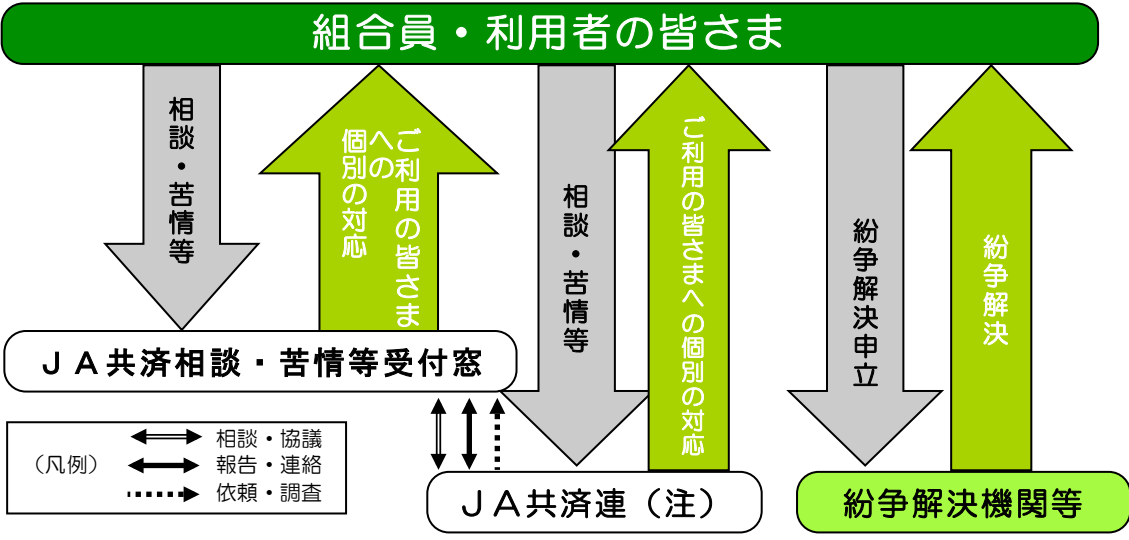 組合員・利用者の皆さま
相談・苦情等
ご利用の皆さま
への
個別の対応
相談・苦情等
ご利用の皆さまへの個別の対応
紛争解決申立
紛争解決
ＪＡ共済相談・苦情等受付窓
（凡例）
相談・協議
報告・連絡
依頼・調査
ＪＡ共済連（注）
紛争解決機関等